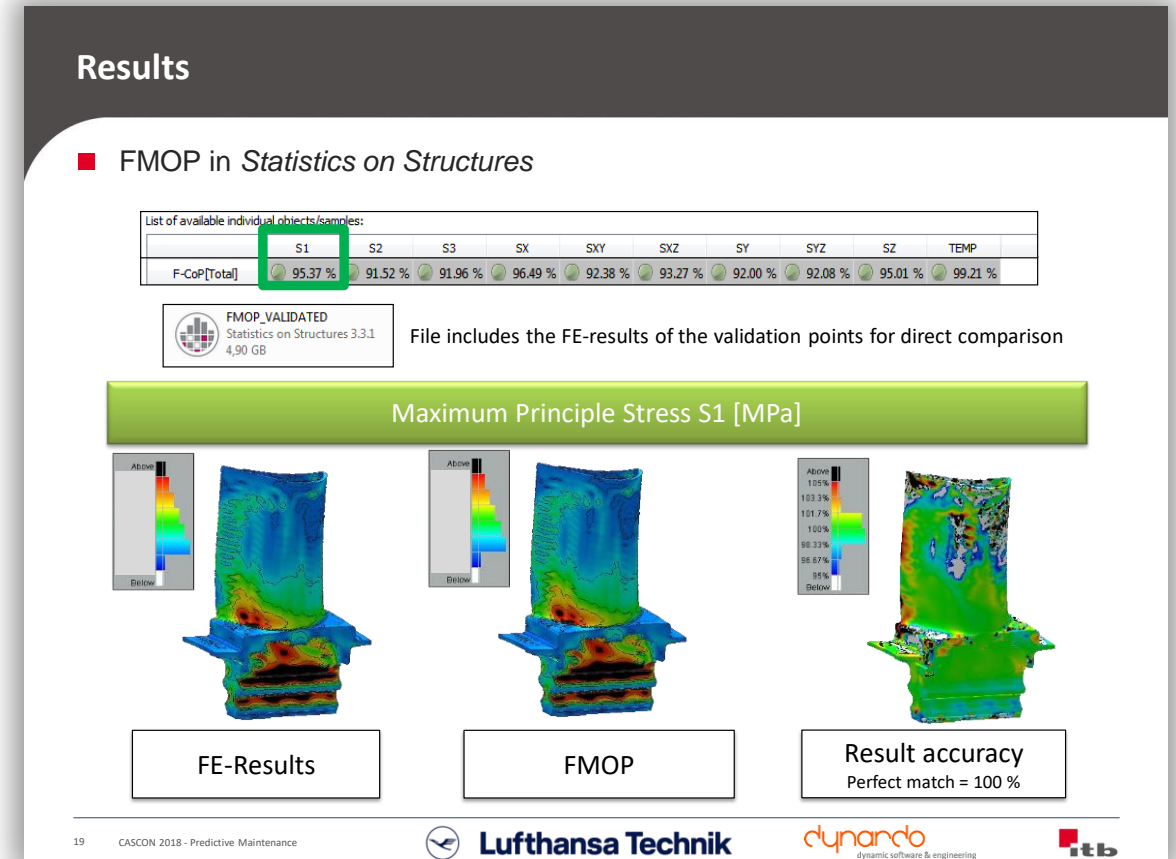 Results
FMOP in Statistics on Structures
List of available individual objects/samples:
S1 S2 S3 SX SXY SXZ SY SYZ SZ TEMP
F-CoP[Total] 95.37 % 91.52 % 91.96 % 96.49 % 92.38 % 93.27 % 92.00 % 92.08 % 95.01 % 99.21 %
FMOP_VALIDATED
Statistics on Structures 3.3.1
4,90 GB
File includes the FE-results of the validation points for direct comparison
Maximum Principle Stress S1 [MPa]
Above
Below
Above
Below
Above
105%
103.3%
101.7%
100%
98.33%
96.67%
95%
Below
FE-Results
FMOP
Result accuracy
Perfect match = 100 %
19 CASCON 2018 - Predictive Maintenance
Lufthansa Technik
dynardo
dynamic software & engineering
itb